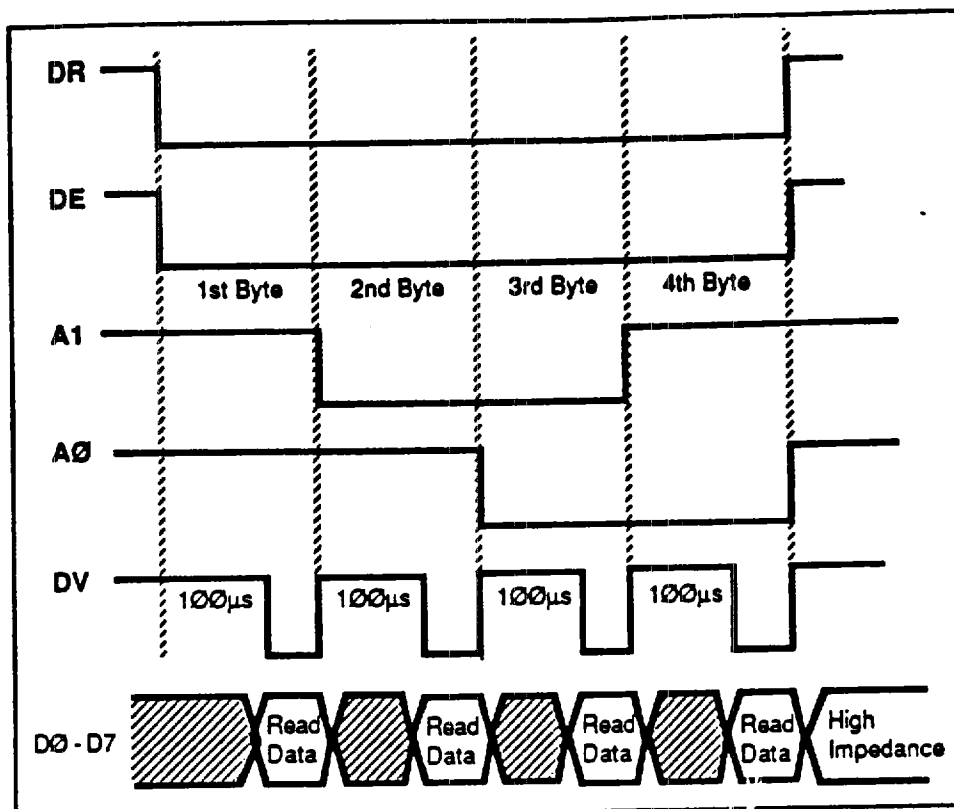 DR
DE
1st Byte 2nd Byte 3rd Byte 4th Byte
A1
AØ
DV
1ØØµs 1ØØµs 1ØØµs 1ØØµs
DØ - D7
Read Data
Read Data
Read Data
Read Data
High Impedance